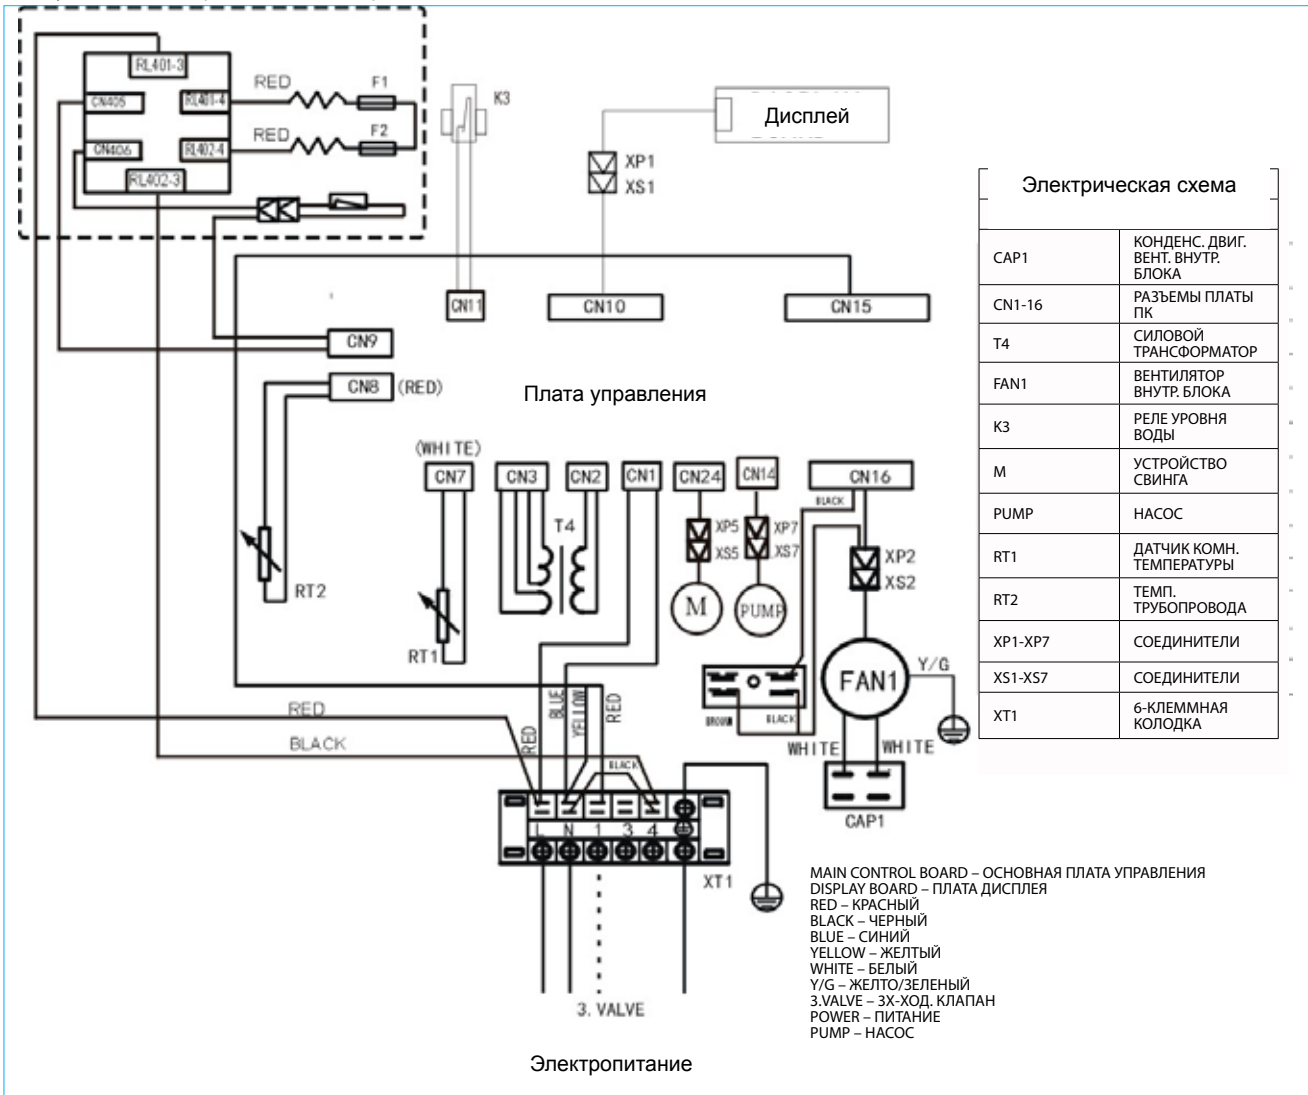 RL401-3
CN405
RL401-4
RED
F1
CN406
RL402-4
RED
F2
RL402-3
K3
Дисплей
XP1
XS1
CN11
CN10
CN15
CN9
CN8
(RED)
Плата управления
RT2
(WHITE)
CN7
CN3
CN2
CN1
CN24
CN14
CN16
BLACK
T4
XP5
XS5
XP7
XS7
XP2
XS2
M
PUMP
RT1
FAN1
Y/G
BROWN
BLACK
WHITE
WHITE
CAP1
RED
BLACK
RED
BLUE
YELLOW
RED
BLACK
L N 1 3 4
XT1
3. VALVE
Электропитание
Электрическая схема
CAP1
КОНДЕНС. ДВИГ.
ВЕНТ. ВНУТР.
БЛОКА
CN1-16
РАЗЪЕМЫ ПЛАТЫ
ПК
T4
СИЛОВОЙ
ТРАНСФОРМАТОР
FAN1
ВЕНТИЛЯТОР
ВНУТР. БЛОКА
К3
РЕЛЕ УРОВНЯ
ВОДЫ
M
УСТРОЙСТВО
СВИНГА
PUMP
НАСОС
RT1
ДАТЧИК КОМН.
ТЕМПЕРАТУРЫ
RT2
ТЕМП.
ТРУБОПРОВОДА
XP1-XP7
СОЕДИНИТЕЛИ
XS1-XS7
СОЕДИНИТЕЛИ
XT1
6-КЛЕММНАЯ
КОЛОДКА
MAIN CONTROL BOARD – ОСНОВНАЯ ПЛАТА УПРАВЛЕНИЯ
DISPLAY BOARD – ПЛАТА ДИСПЛЕЯ
RED – КРАСНЫЙ
BLACK – ЧЕРНЫЙ
BLUE – СИНИЙ
YELLOW – ЖЕЛТЫЙ
WHITE – БЕЛЫЙ
Y/G – ЖЕЛТО/ЗЕЛЕНЫЙ
3.VALVE – 3Х-ХОД. КЛАПАН
POWER – ПИТАНИЕ
PUMP – НАСОС